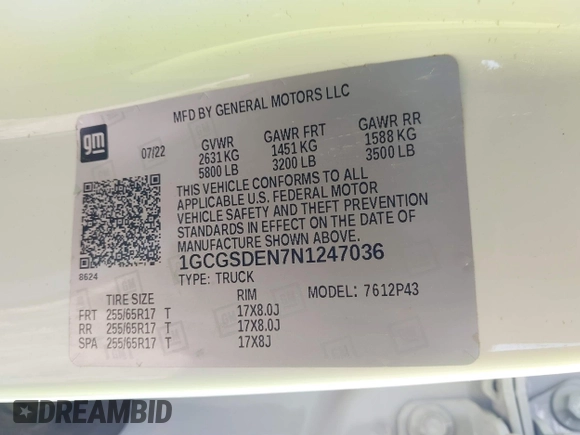 MFD BY GENERAL MOTORS LLC
gm
07/22
GVWR GAWR FRT GAWR RR
2631 KG 1451 KG 1588 KG
5800 LB 3200 LB 3500 LB
THIS VEHICLE CONFORMS TO ALL
APPLICABLE U.S. FEDERAL MOTOR
VEHICLE SAFETY AND THEFT PREVENTION
STANDARDS IN EFFECT ON THE DATE OF
MANUFACTURE SHOWN ABOVE.
8624
1GCGSDEN7N1247036
TYPE: TRUCK
TIRE SIZE RIM MODEL: 7612P43
FRT 255/65R17 T 17X8.0J
RR 255/65R17 T 17X8.0J
SPA 255/65R17 T 17X8J
DREAMBID